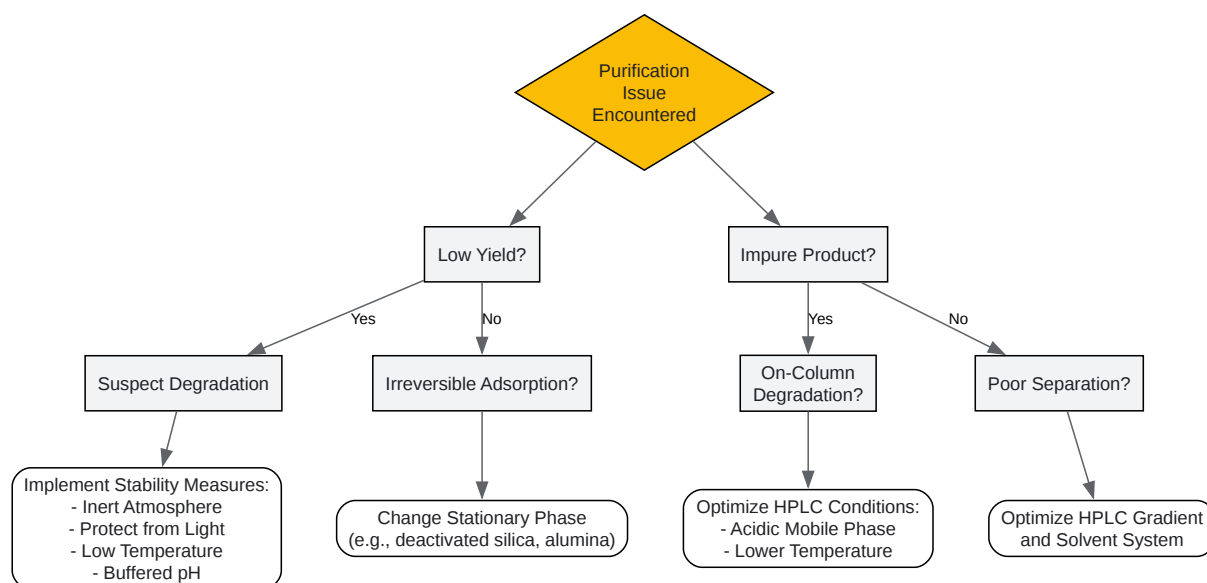 Purification
Issue
Encountered
Low Yield?
Impure Product?
Yes
No
Yes
No
Suspect Degradation
Irreversible Adsorption?
On-Column
Degradation?
Poor Separation?
Implement Stability Measures:
- Inert Atmosphere
- Protect from Light
- Low Temperature
- Buffered pH
Change Stationary Phase
(e.g., deactivated silica, alumina)
Optimize HPLC Conditions:
- Acidic Mobile Phase
- Lower Temperature
Optimize HPLC Gradient
and Solvent System